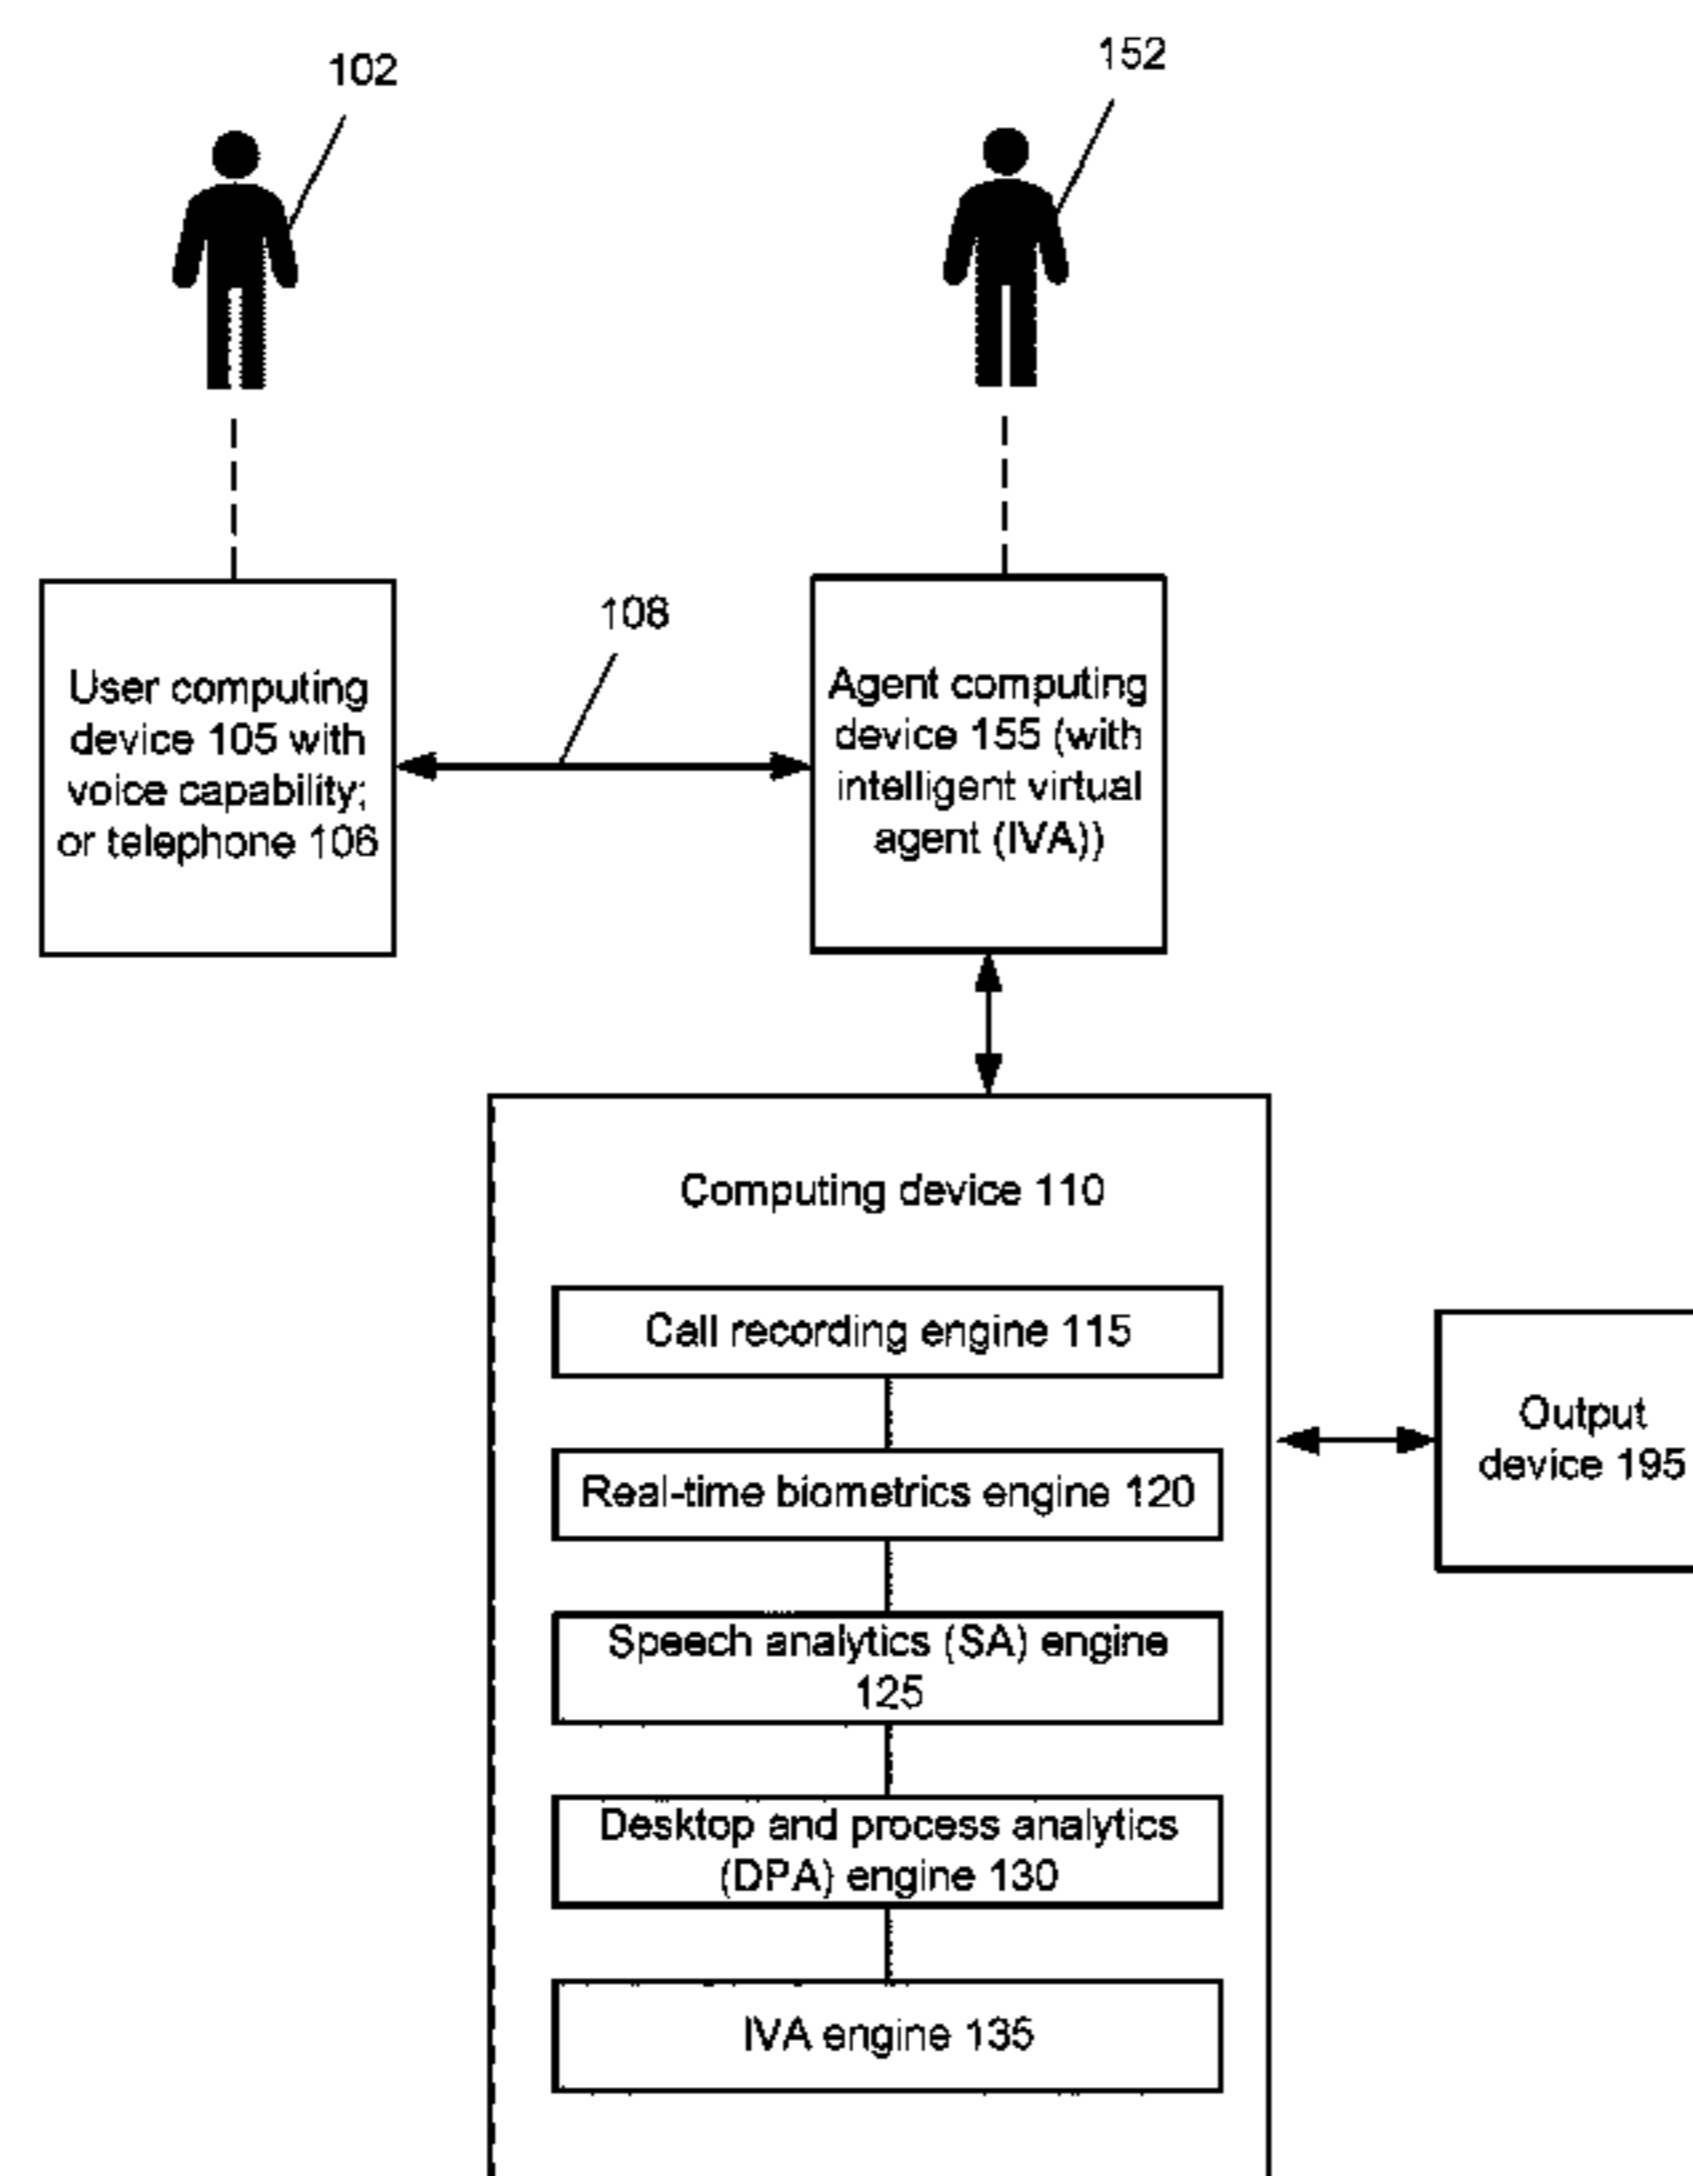 102
152
108
User computing
device 105 with
voice capability;
or telephone 106
Agent computing
device 155 (with
intelligent virtual
agent (IVA))
Computing device 110
Call recording engine 115
Real-time biometrics engine 120
Speech analytics (SA) engine
125
Desktop and process analytics
(DPA) engine 130
IVA engine 135
Output
device 195